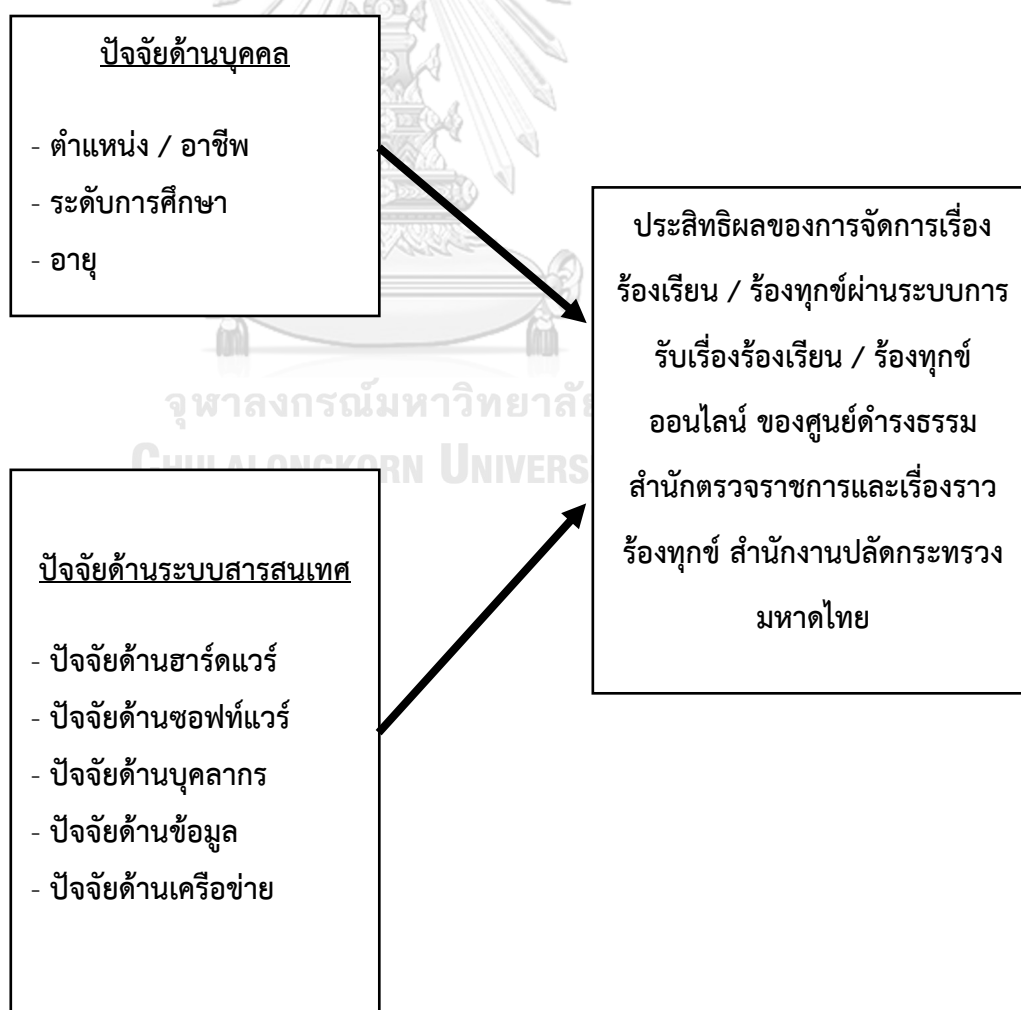 ปัจจัยด้านบุคคล
- ตำแหน่ง / อาชีพ
- ระดับการศึกษา
- อายุ
ประสิทธิผลของการจัดการเรื่อง
ร้องเรียน / ร้องทุกข์ผ่านระบบการ
รับเรื่องร้องเรียน / ร้องทุกข์
ออนไลน์ ของศูนย์ดำรงธรรม
สำนักตรวจราชการและเรื่องราว
ร้องทุกข์ สำนักงานปลัดกระทรวง
มหาดไทย
จุฬาลงกรณ์มหาวิทยาลัย
CHULALONGKORN UNIVERS
ปัจจัยด้านระบบสารสนเทศ
- ปัจจัยด้านฮาร์ดแวร์
- ปัจจัยด้านซอฟท์แวร์
- ปัจจัยด้านบุคลากร
- ปัจจัยด้านข้อมูล
- ปัจจัยด้านเครือข่าย